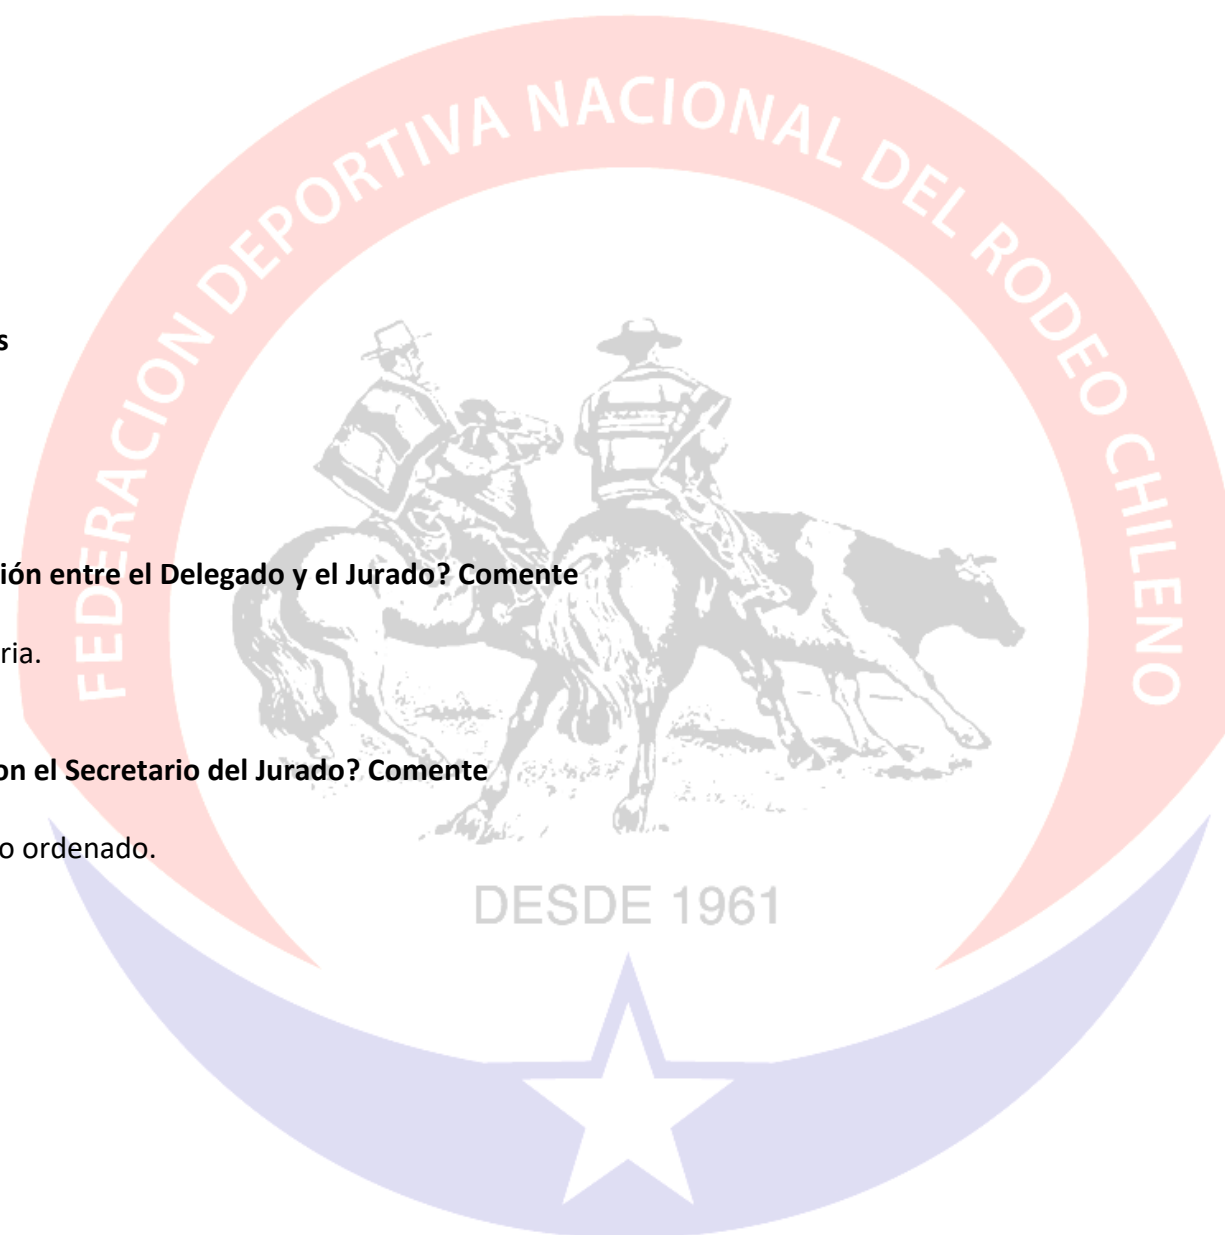 FEDERACION DEPORTIVA NACIONAL DEL RODEO CHILENO
s
ión entre el Delegado y el Jurado? Comente
ria.
on el Secretario del Jurado? Comente
o ordenado.
DESDE 1961